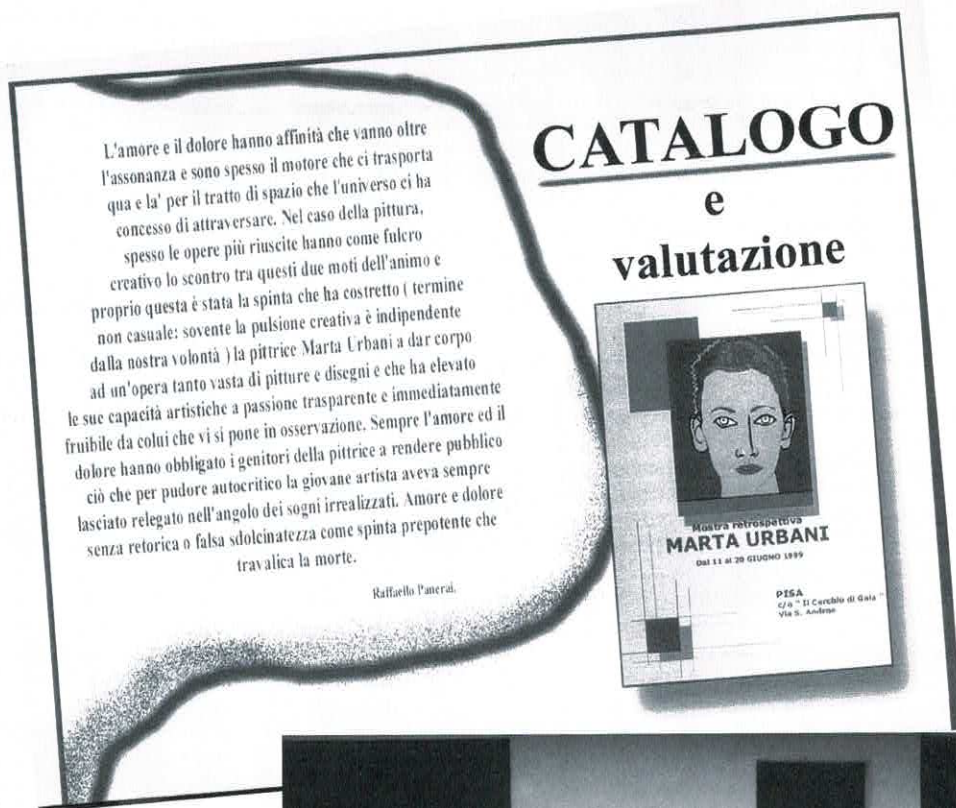 L'amore e il dolore hanno affinità che vanno oltre
l'assonanza e sono spesso il motore che ci trasporta
qua e la' per il tratto di spazio che l'universo ci ha
concesso di attraversare. Nel caso della pittura,
spesso le opere più riuscite hanno come fulcro
creativo lo scontro tra questi due moti dell'animo e
proprio questa è stata la spinta che ha costretto ( termine
non casuale: sovente la pulsione creativa è indipendente
dalla nostra volontà ) la pittrice Marta Urbani a dar corpo
ad un'opera tanto vasta di pitture e disegni e che ha elevato
le sue capacità artistiche a passione trasparente e immediatamente
fruibile da colui che vi si pone in osservazione. Sempre l'amore ed il
dolore hanno obbligato i genitori della pittrice a rendere pubblico
ciò che per pudore autocritico la giovane artista aveva sempre
lasciato relegato nell'angolo dei sogni irrealizzati. Amore e dolore
senza retorica o falsa sdolcinatezza come spinta prepotente che
travalica la morte.
Raffaello Panerai.
CATALOGO
e
valutazione
Mostra retrospettiva
MARTA URBANI
Dal 11 al 20 GIUGNO 1999
PISA
c/o " Il Cerchio di Gaia "
Via S. Andrea